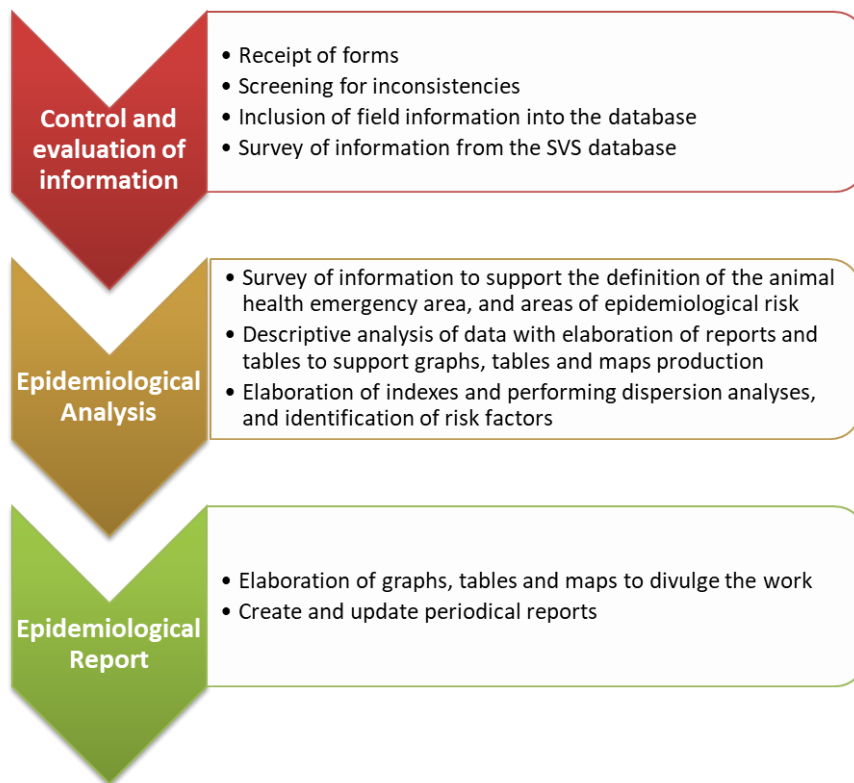 Control and
evaluation of
information
• Receipt of forms
• Screening for inconsistencies
• Inclusion of field information into the database
• Survey of information from the SVS database
Epidemiological
Analysis
• Survey of information to support the definition of the animal
health emergency area, and areas of epidemiological risk
• Descriptive analysis of data with elaboration of reports and
tables to support graphs, tables and maps production
• Elaboration of indexes and performing dispersion analyses,
and identification of risk factors
Epidemiological
Report
• Elaboration of graphs, tables and maps to divulge the work
• Create and update periodical reports